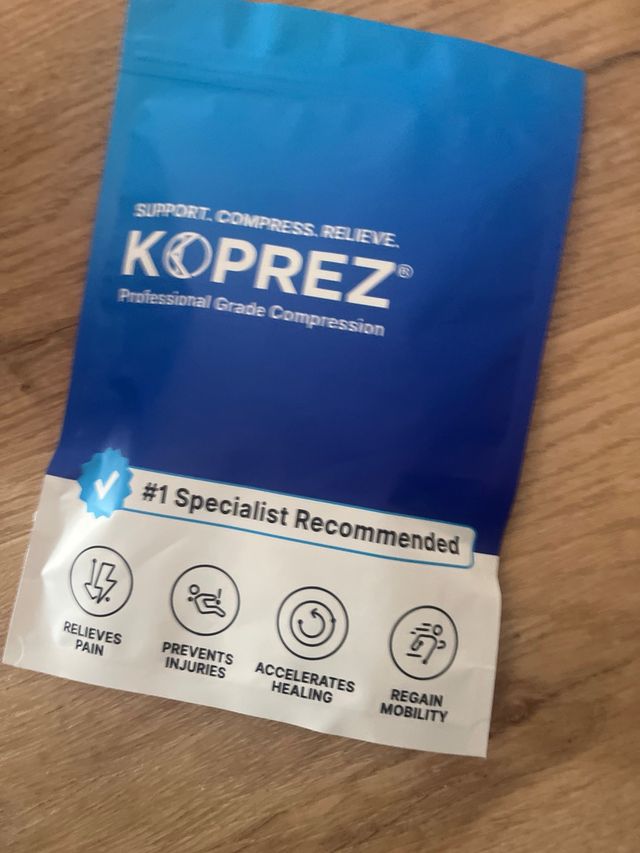 SUPPORT. COMPRESS. RELIEVE.
KOPREZ®
Professional Grade Compression
#1 Specialist Recommended
RELIEVES
PAIN
PREVENTS
INJURIES
ACCELERATES
HEALING
REGAIN
MOBILITY